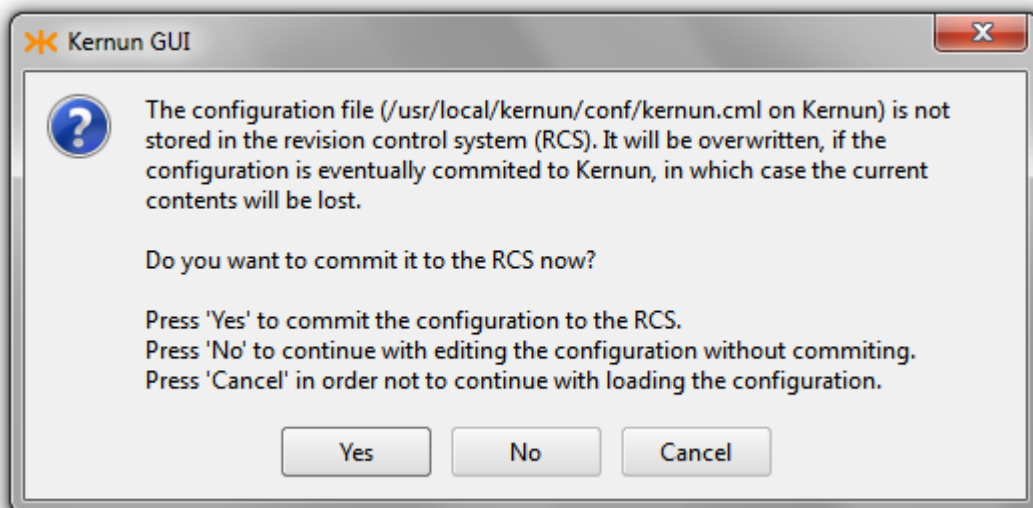 Kernun GUI
The configuration file (/usr/local/kernun/conf/kernun.cml on Kernun) is not
stored in the revision control system (RCS). It will be overwritten, if the
configuration is eventually commited to Kernun, in which case the current
contents will be lost.
Do you want to commit it to the RCS now?
Press 'Yes' to commit the configuration to the RCS.
Press 'No' to continue with editing the configuration without commiting.
Press 'Cancel' in order not to continue with loading the configuration.
Yes No Cancel